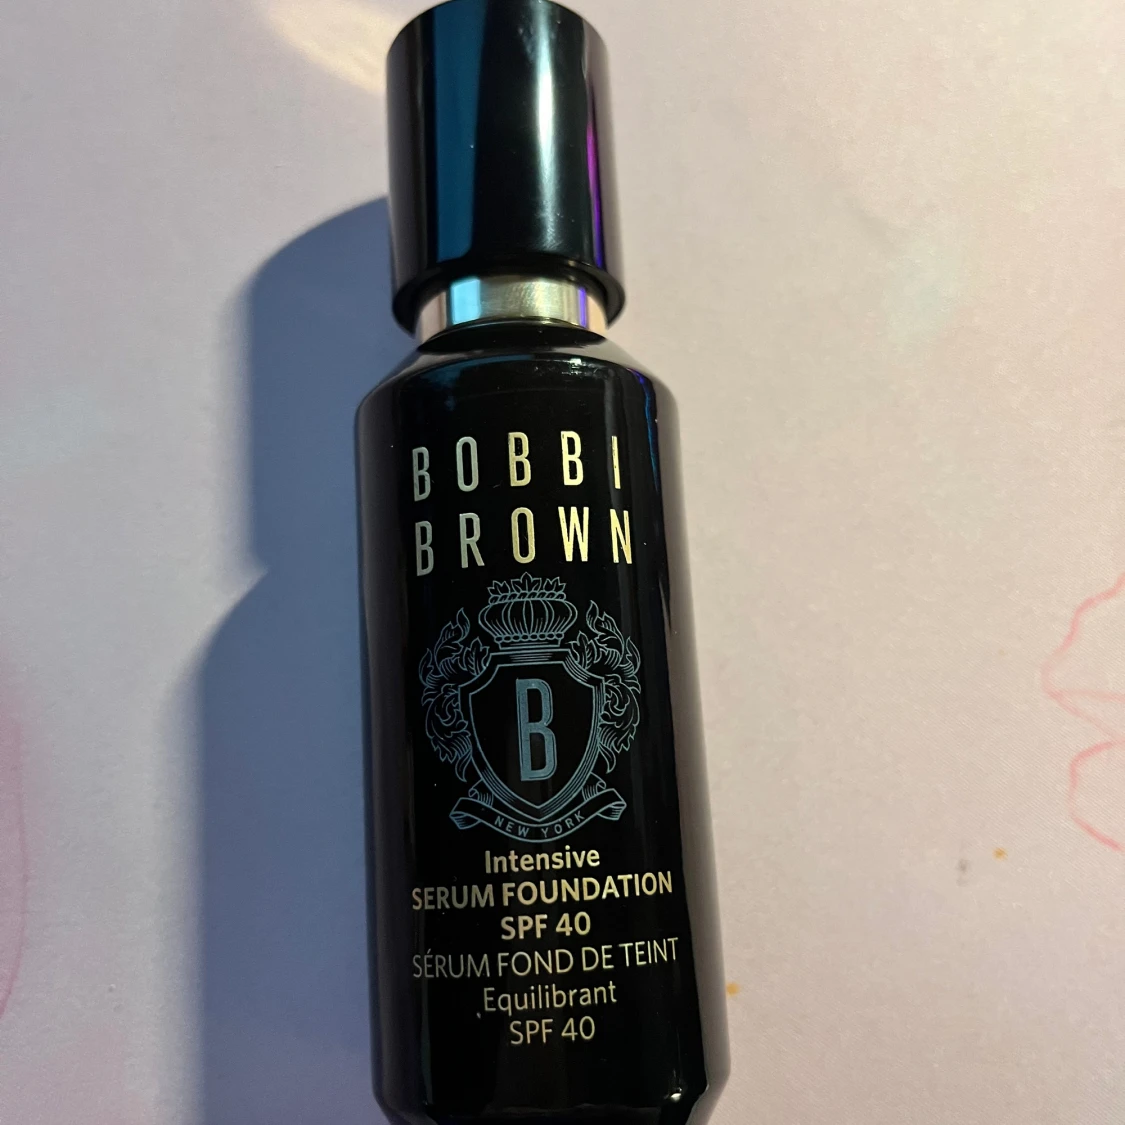 BOBBI
BROWN
B
NEW YORK
Intensive
SERUM FOUNDATION
SPF 40
SÉRUM FOND DE TEINT
Equilibrant
SPF 40